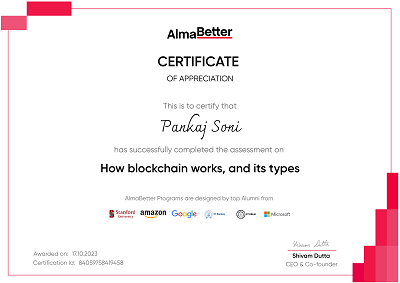 AlmaBetter
CERTIFICATE
OF APPRECIATION
This is to certify that
Pankaj Soni
has successfully completed the assessment on
How blockchain works, and its types
AlmaBetter Programs are designed by top Alumni from
Stanford University amazon Google Microsoft
Awarded on: 17.10.2023
Certification Id: 84059758419458
Shivam Dutta
Shivam Dutta
CEO & Co-founder